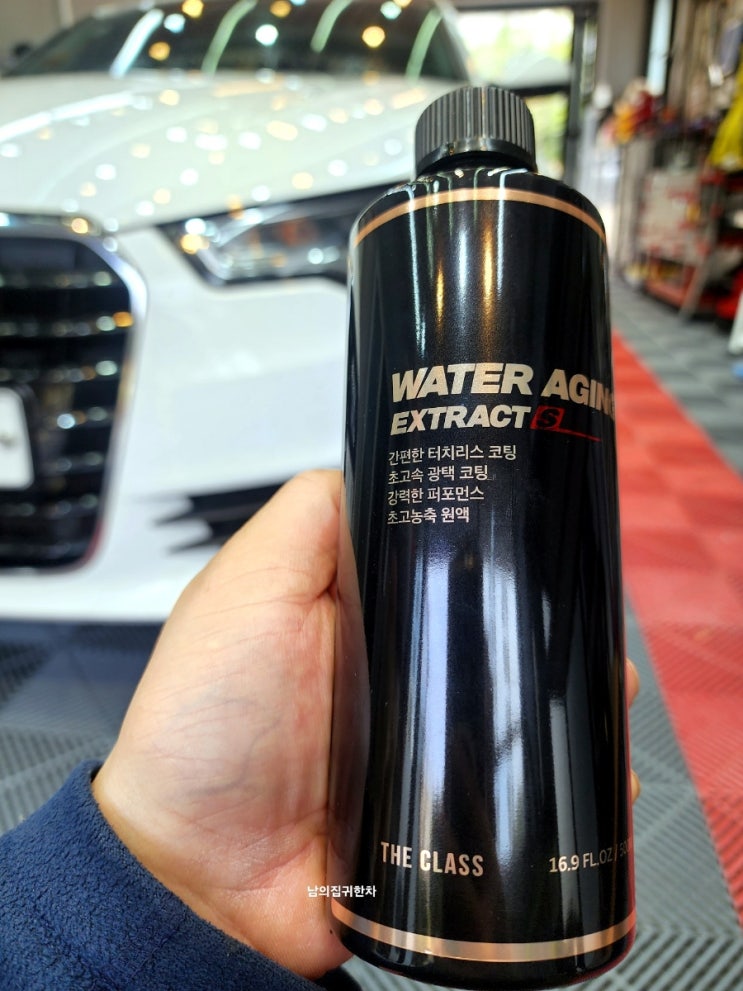 WATER AGING
EXTRACT S
간편한 터치리스 코팅
초고속 광택 코팅
강력한 퍼포먼스
초고농축 원액
THE CLASS
16.9 FL.OZ / 500
남의집귀한차